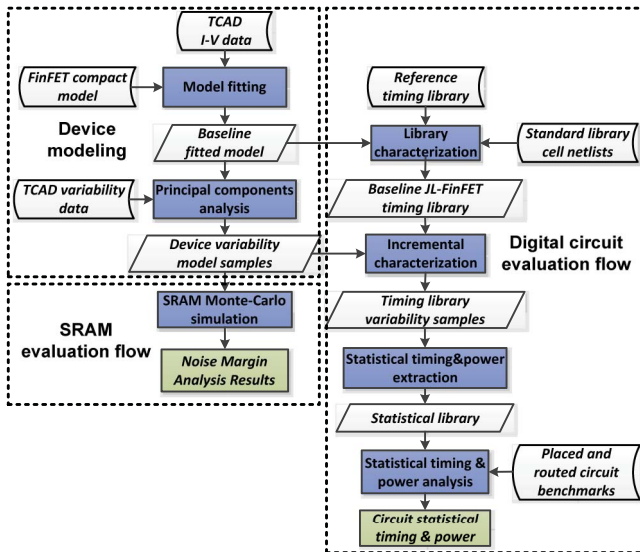 TCAD
I-V data
FinFET compact
model
Model fitting
Device
modeling
Baseline
fitted model
TCAD variability
data
Principal components
analysis
Device variability
model samples
SRAM
evaluation flow
SRAM Monte-Carlo
simulation
Noise Margin
Analysis Results
Reference
timing library
Library
characterization
Standard library
cell netlists
Baseline JL-FinFET
timing library
Incremental
characterization
Digital circuit
evaluation flow
Timing library
variability samples
Statistical timing&power
extraction
Statistical library
Statistical timing &
power analysis
Placed and
routed circuit
benchmarks
Circuit statistical
timing & power